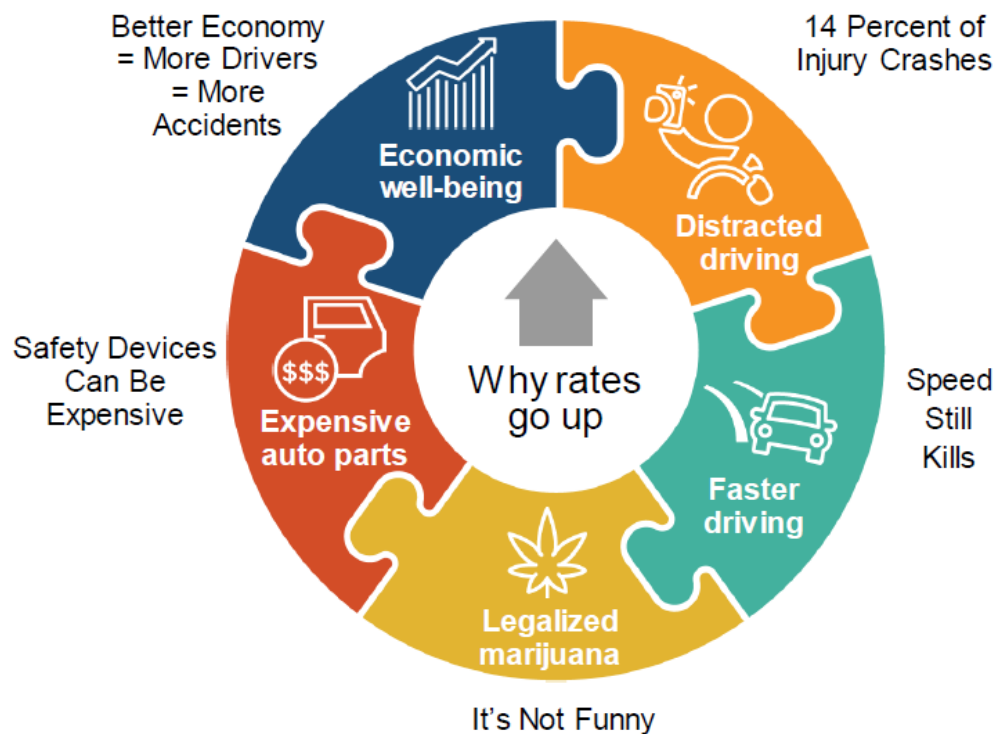 Better Economy
= More Drivers
= More
Accidents
14 Percent of
Injury Crashes
Economic
well-being
Distracted
driving
Safety Devices
Can Be
Expensive
$$$
Expensive
auto parts
Why rates
go up
Faster
driving
Speed
Still
Kills
Legalized
marijuana
It's Not Funny